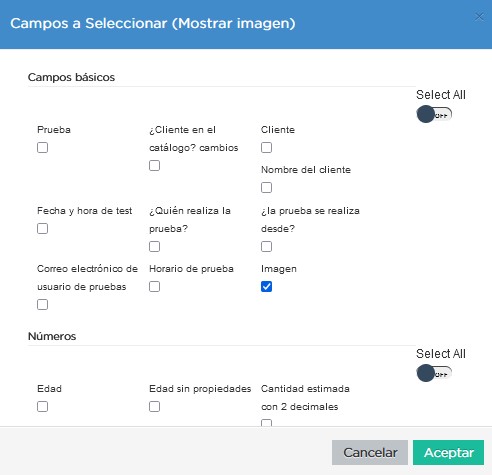 Campos a Seleccionar (Mostrar imagen)
×
Campos básicos
Select All
OFF
Prueba
¿Cliente en el
catálogo? cambios
Cliente
Nombre del cliente
Fecha y hora de test
¿Quién realiza la
prueba?
¿la prueba se realiza
desde?
Correo electrónico de
usuario de pruebas
Horario de prueba
Imagen
Números
Select All
OFF
Edad
Edad sin propiedades
Cantidad estimada
con 2 decimales
Cancelar
Aceptar